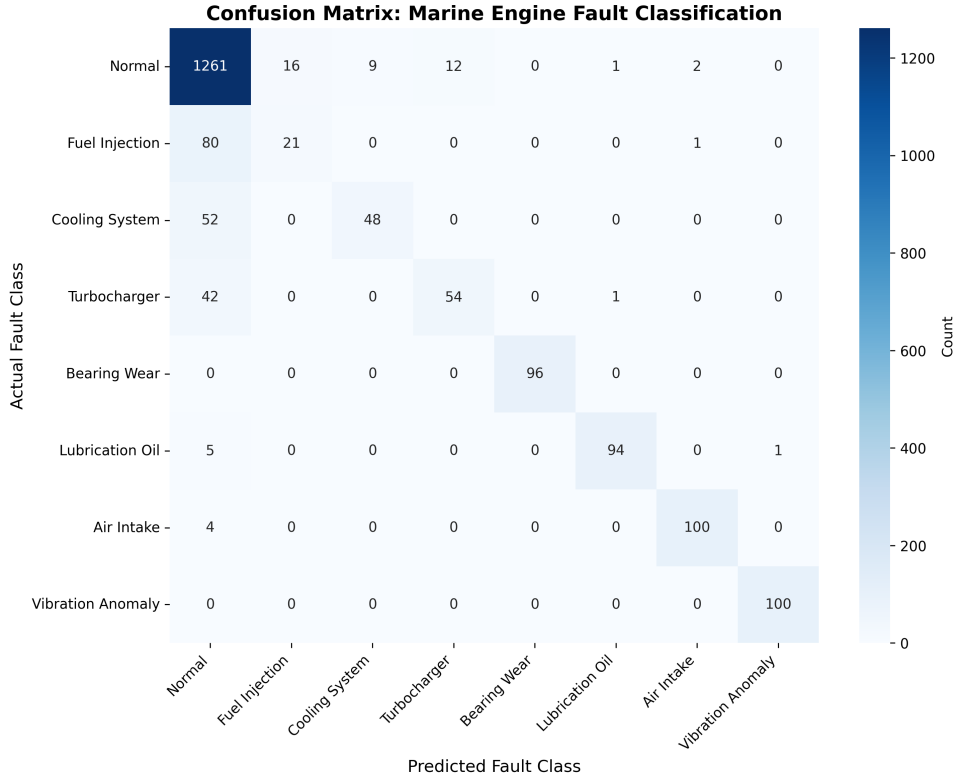 Confusion Matrix: Marine Engine Fault Classification
Actual Fault Class
Normal 1261 16 9 12 0 1 2 0
Fuel Injection 80 21 0 0 0 0 1 0
Cooling System 52 0 48 0 0 0 0 0
Turbocharger 42 0 0 54 0 1 0 0
Bearing Wear 0 0 0 0 96 0 0 0
Lubrication Oil 5 0 0 0 0 94 0 1
Air Intake 4 0 0 0 0 0 100 0
Vibration Anomaly 0 0 0 0 0 0 0 100
Normal Fuel Injection Cooling System Turbocharger Bearing Wear Lubrication Oil Air Intake Vibration Anomaly
Predicted Fault Class
1200
1000
800
600
400
200
0
Count